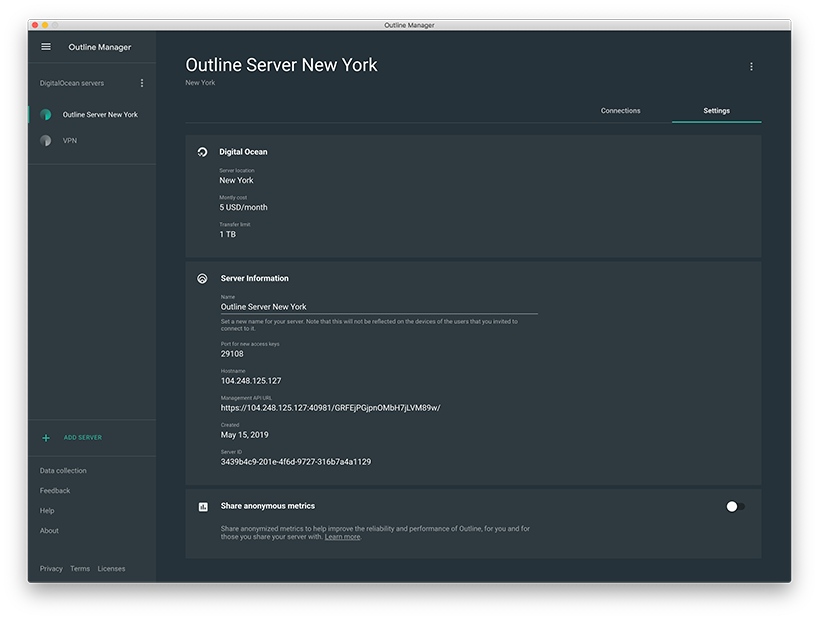 Outline Manager
Outline Manager
DigitalOcean servers
Outline Server New York
VPN
ADD SERVER
Data collection
Feedback
Help
About
Privacy Terms Licenses
Outline Server New York
New York
Connections Settings
Digital Ocean
Server location
New York
Montly cost
5 USD/month
Transfer limit
1 TB
Server Information
Name
Outline Server New York
Set a new name for your server. Note that this will not be reflected on the devices of the users that you invited to
connect to it.
Port for new access keys
29108
Hostname
104.248.125.127
Management API URL
https://104.248.125.127:40981/GRFEjPGjpnOMbH7jLVM89w/
Created
May 15, 2019
Server ID
3439b4c9-201e-4f6d-9727-316b7a4a1129
Share anonymous metrics
Share anonymized metrics to help improve the reliability and performance of Outline, for you and for
those you share your server with. Learn more.